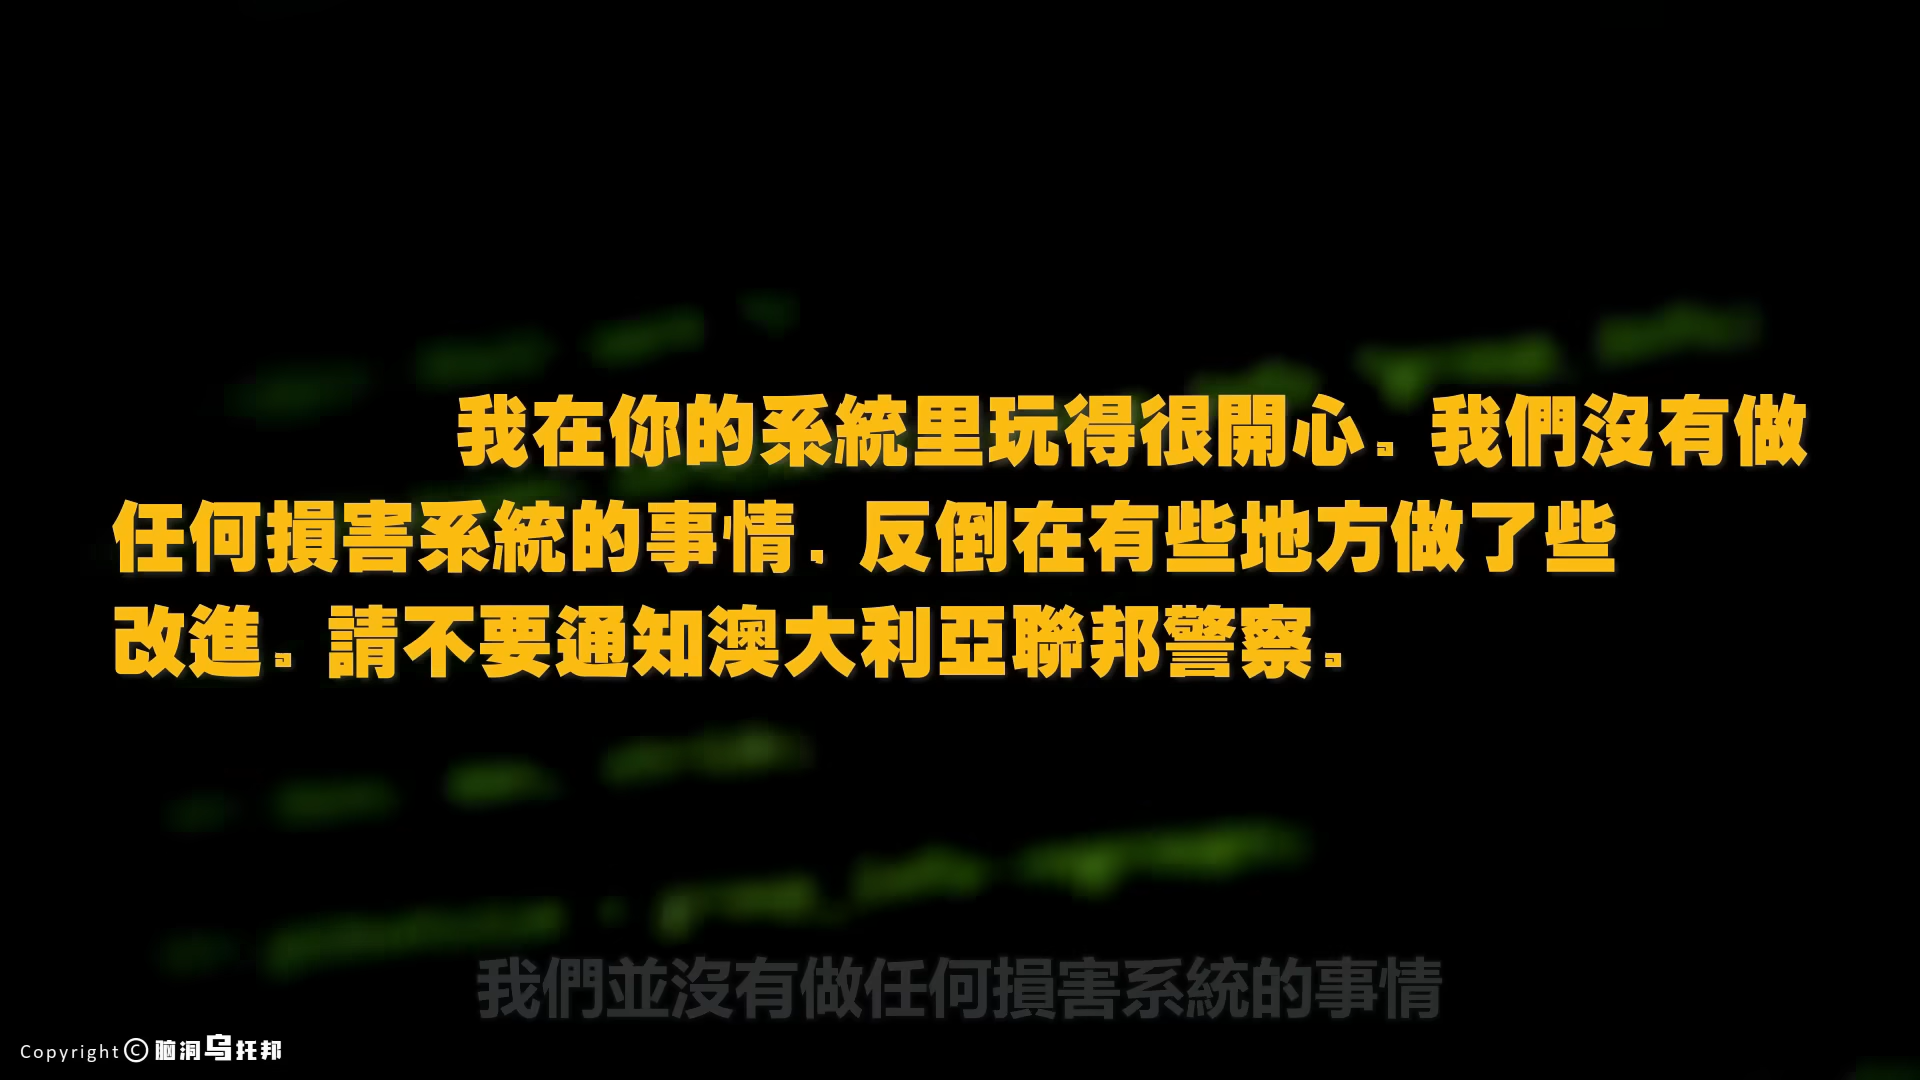 我在你的系統里玩得很開心。我們沒有做
任何損害系統的事情，反倒在有些地方做了些
改進。請不要通知澳大利亞聯邦警察。
我們並沒有做任何損害系統的事情
Copyright © 脑洞乌托邦